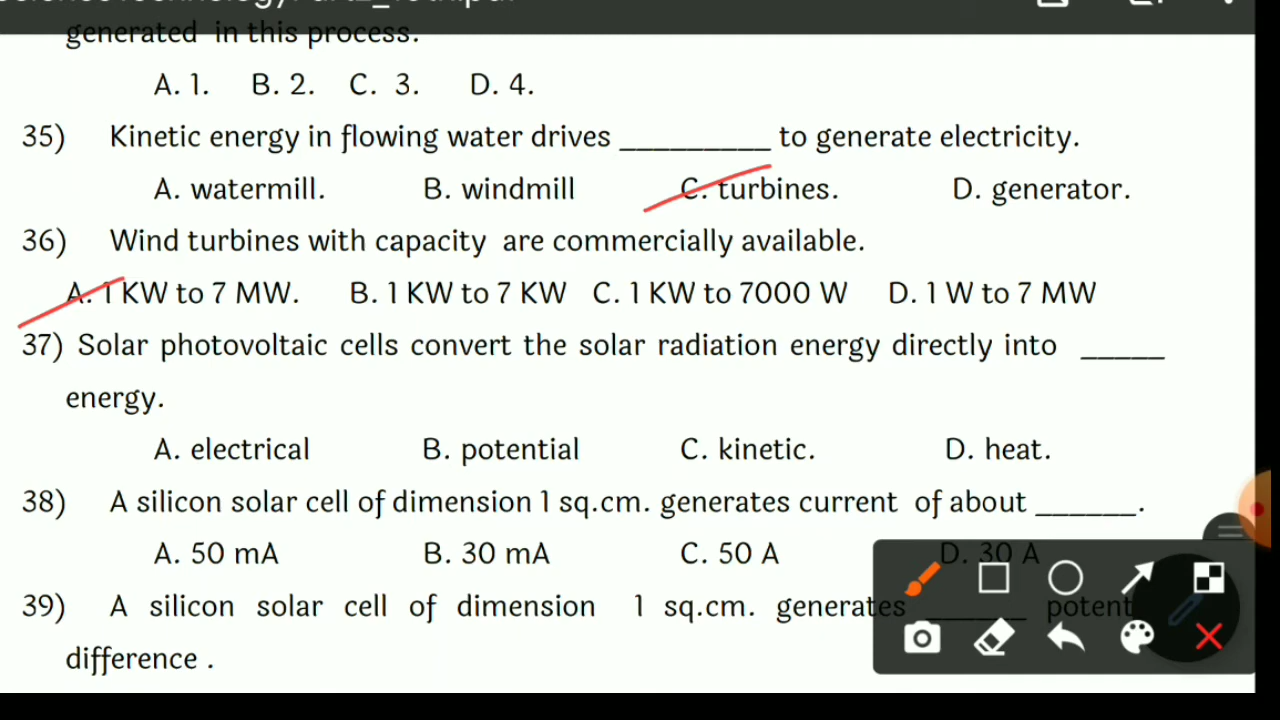 generated in this process.
A. 1. B. 2. C. 3. D. 4.
35) Kinetic energy in flowing water drives _________ to generate electricity.
A. watermill. B. windmill C. turbines. D. generator.
36) Wind turbines with capacity are commercially available.
A. 1 KW to 7 MW. B. 1 KW to 7 KW C. 1 KW to 7000 W D. 1 W to 7 MW
37) Solar photovoltaic cells convert the solar radiation energy directly into _____
energy.
A. electrical B. potential C. kinetic. D. heat.
38) A silicon solar cell of dimension 1 sq.cm. generates current of about ______.
A. 50 mA B. 30 mA C. 50 A D. 30 A
39) A silicon solar cell of dimension 1 sq.cm. generates ______ potent
difference .